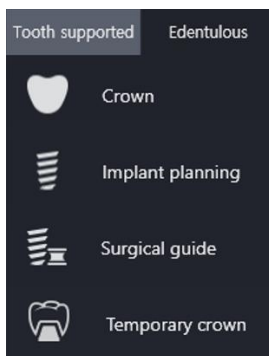 Tooth supported Edentulous
Crown
Implant planning
Surgical guide
Temporary crown